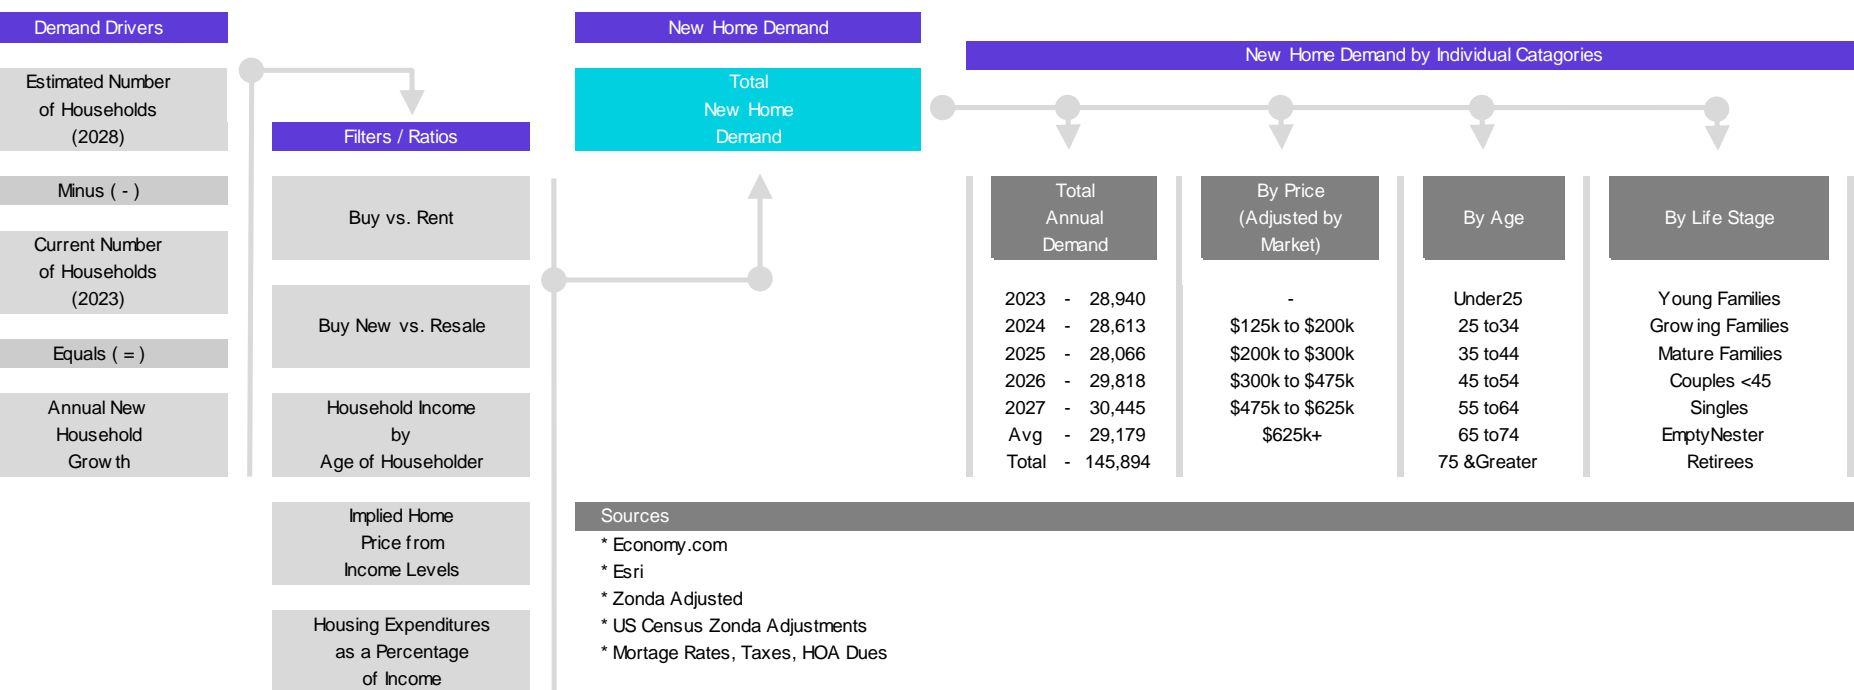 Demand Drivers
Estimated Number
of Households
(2028)
Minus ( - )
Current Number
of Households
(2023)
Equals ( = )
Annual New
Household
Growth
Filters / Ratios
Buy vs. Rent
Buy New vs. Resale
Household Income
by
Age of Householder
Implied Home
Price from
Income Levels
Housing Expenditures
as a Percentage
of Income
New Home Demand
Total
New Home
Demand
New Home Demand by Individual Catagories
Total
Annual
Demand
2023 - 28,940
2024 - 28,613
2025 - 28,066
2026 - 29,818
2027 - 30,445
Avg - 29,179
Total - 145,894
By Price
(Adjusted by
Market)
-
$125k to $200k
$200k to $300k
$300k to $475k
$475k to $625k
$625k+
By Age
Under25
25 to34
35 to44
45 to54
55 to64
65 to74
75 &Greater
By Life Stage
Young Families
Growing Families
Mature Families
Couples <45
Singles
EmptyNester
Retirees
Sources
* Economy.com
* Esri
* Zonda Adjusted
* US Census Zonda Adjustments
* Mortage Rates, Taxes, HOA Dues